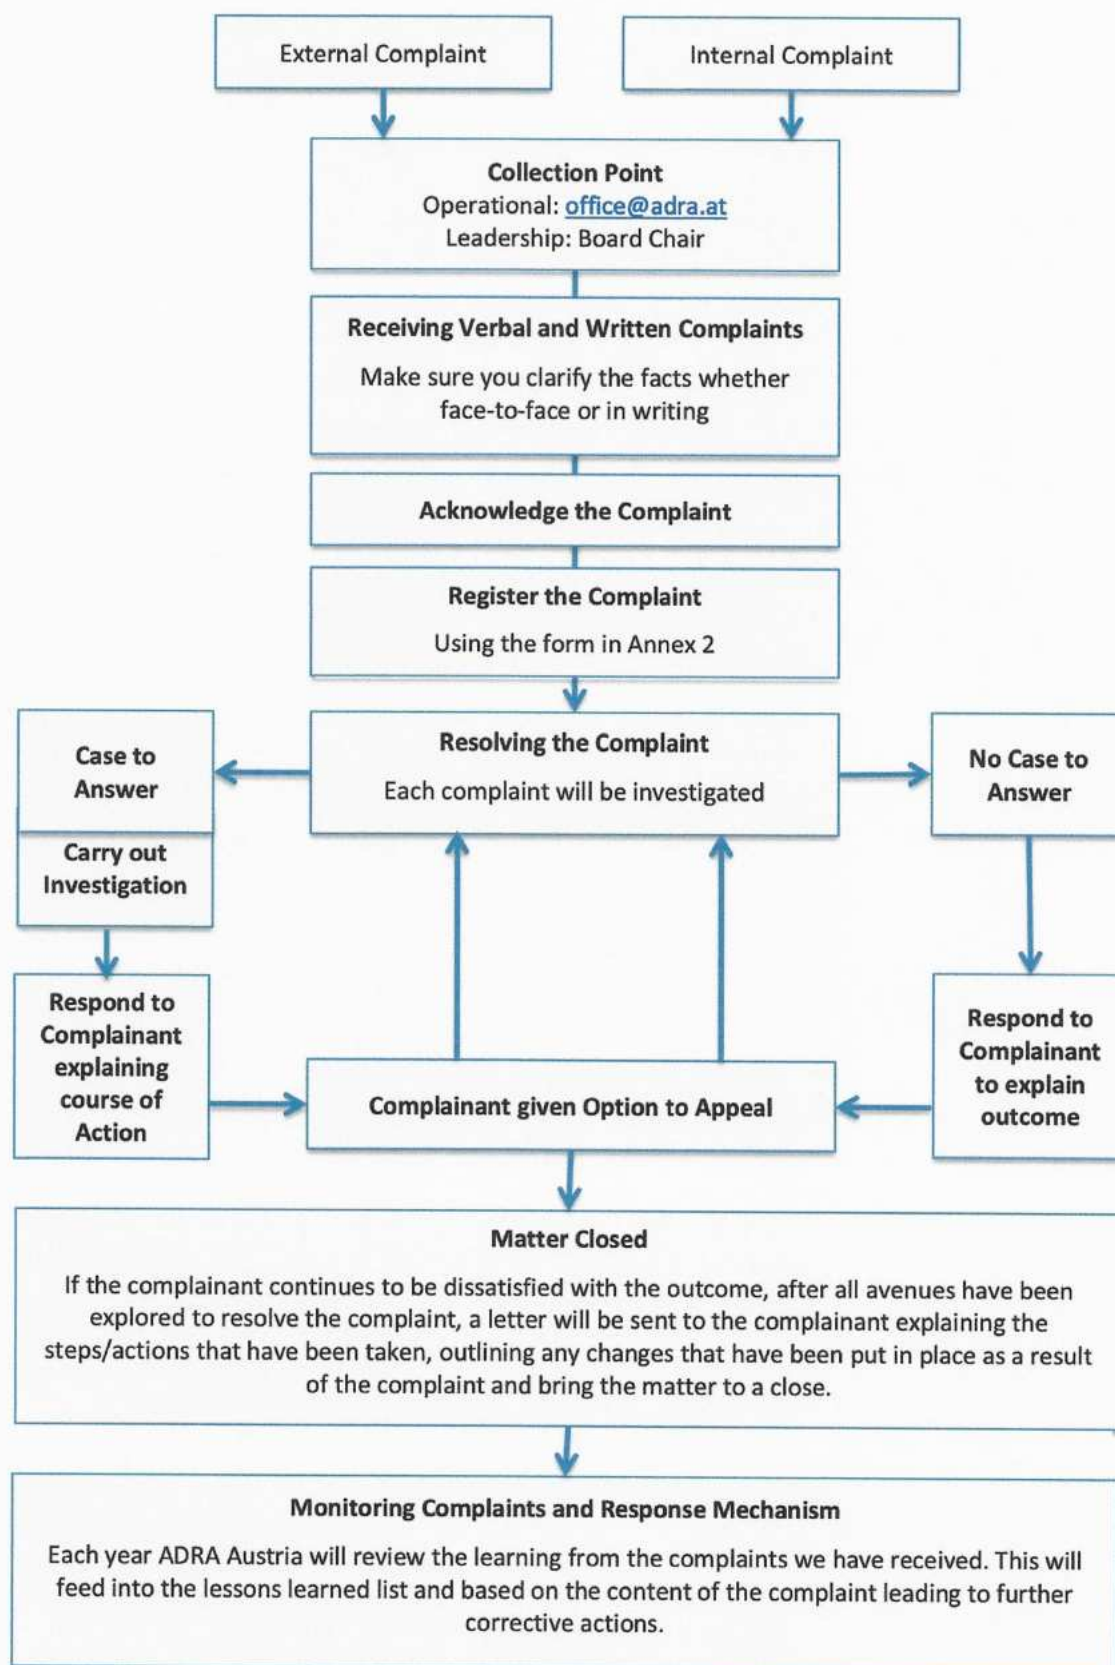 External Complaint
Internal Complaint
Collection Point
Operational: office@adra.at
Leadership: Board Chair
Receiving Verbal and Written Complaints
Make sure you clarify the facts whether
face-to-face or in writing
Acknowledge the Complaint
Register the Complaint
Using the form in Annex 2
Case to
Answer
Carry out
Investigation
Resolving the Complaint
Each complaint will be investigated
No Case to
Answer
Respond to
Complainant
explaining
course of
Action
Complainant given Option to Appeal
Respond to
Complainant
to explain
outcome
Matter Closed
If the complainant continues to be dissatisfied with the outcome, after all avenues have been
explored to resolve the complaint, a letter will be sent to the complainant explaining the
steps/actions that have been taken, outlining any changes that have been put in place as a result
of the complaint and bring the matter to a close.
Monitoring Complaints and Response Mechanism
Each year ADRA Austria will review the learning from the complaints we have received. This will
feed into the lessons learned list and based on the content of the complaint leading to further
corrective actions.